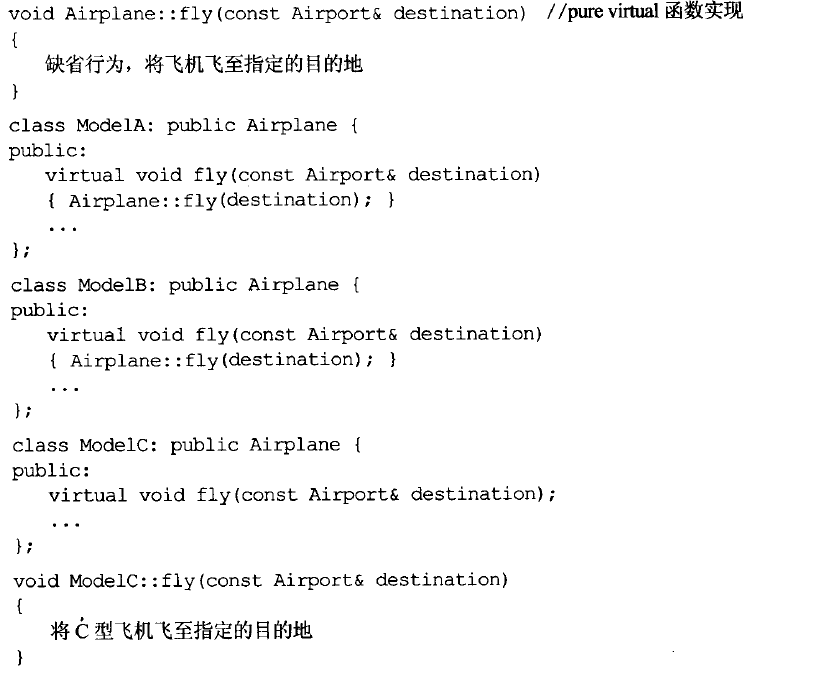 void Airplane::fly(const Airport& destination) //pure virtual 函数实现
{
缺省行为，将飞机飞至指定的目的地
}
class ModelA: public Airplane {
public:
virtual void fly(const Airport& destination)
{ Airplane::fly(destination); }
...
};
class ModelB: public Airplane {
public:
virtual void fly(const Airport& destination)
{ Airplane::fly(destination); }
...
};
class ModelC: public Airplane {
public:
virtual void fly(const Airport& destination);
...
};
void ModelC::fly(const Airport& destination)
{
将 C 型飞机飞至指定的目的地
}